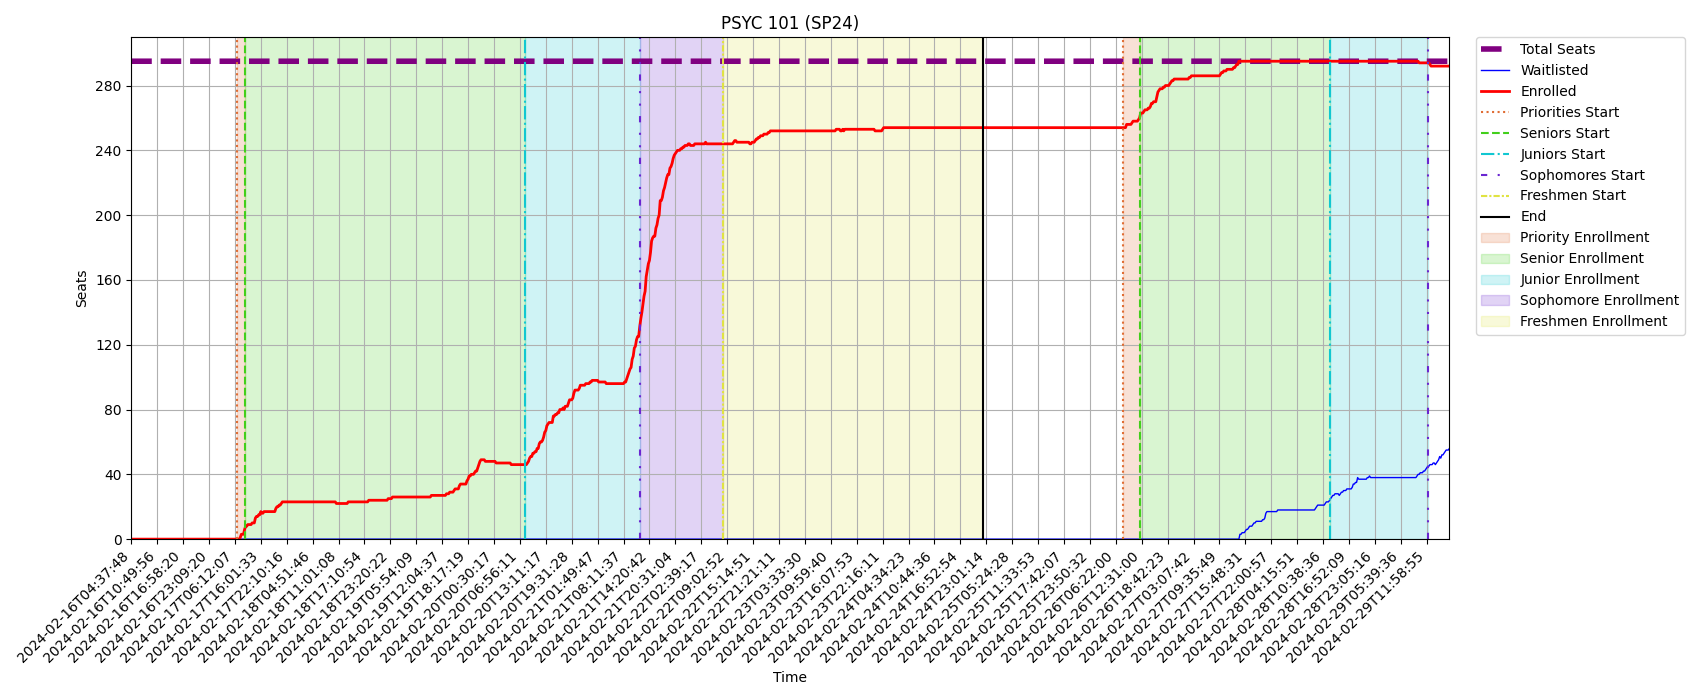 PSYC 101 (SP24)
Total Seats
Waitlisted
Enrolled
Priorities Start
Seniors Start
Juniors Start
Sophomores Start
Freshmen Start
End
Priority Enrollment
Senior Enrollment
Junior Enrollment
Sophomore Enrollment
Freshmen Enrollment
Seats
280
240
200
160
120
80
40
0
2024-02-16T04:37:48
2024-02-16T10:49:56
2024-02-16T16:58:20
2024-02-16T23:09:20
2024-02-17T06:12:07
2024-02-17T16:01:33
2024-02-17T22:10:16
2024-02-18T04:51:46
2024-02-18T11:01:08
2024-02-18T17:10:54
2024-02-18T23:20:22
2024-02-19T05:54:09
2024-02-19T12:04:37
2024-02-19T18:17:19
2024-02-20T00:30:17
2024-02-20T06:56:11
2024-02-20T13:11:17
2024-02-20T19:31:28
2024-02-21T01:49:47
2024-02-21T08:11:37
2024-02-21T14:20:42
2024-02-21T20:31:04
2024-02-22T02:39:17
2024-02-22T09:02:52
2024-02-22T15:14:51
2024-02-22T21:21:11
2024-02-23T03:33:30
2024-02-23T09:59:40
2024-02-23T16:07:53
2024-02-23T22:16:11
2024-02-24T04:34:23
2024-02-24T10:44:36
2024-02-24T16:52:54
2024-02-24T23:01:14
2024-02-25T05:24:28
2024-02-25T11:33:53
2024-02-25T17:42:07
2024-02-25T23:50:32
2024-02-26T06:22:00
2024-02-26T12:31:00
2024-02-26T18:42:23
2024-02-27T03:07:42
2024-02-27T09:35:49
2024-02-27T15:48:31
2024-02-27T22:00:57
2024-02-28T04:15:51
2024-02-28T10:38:36
2024-02-28T16:52:09
2024-02-28T23:05:16
2024-02-29T05:39:36
2024-02-29T11:58:55
Time